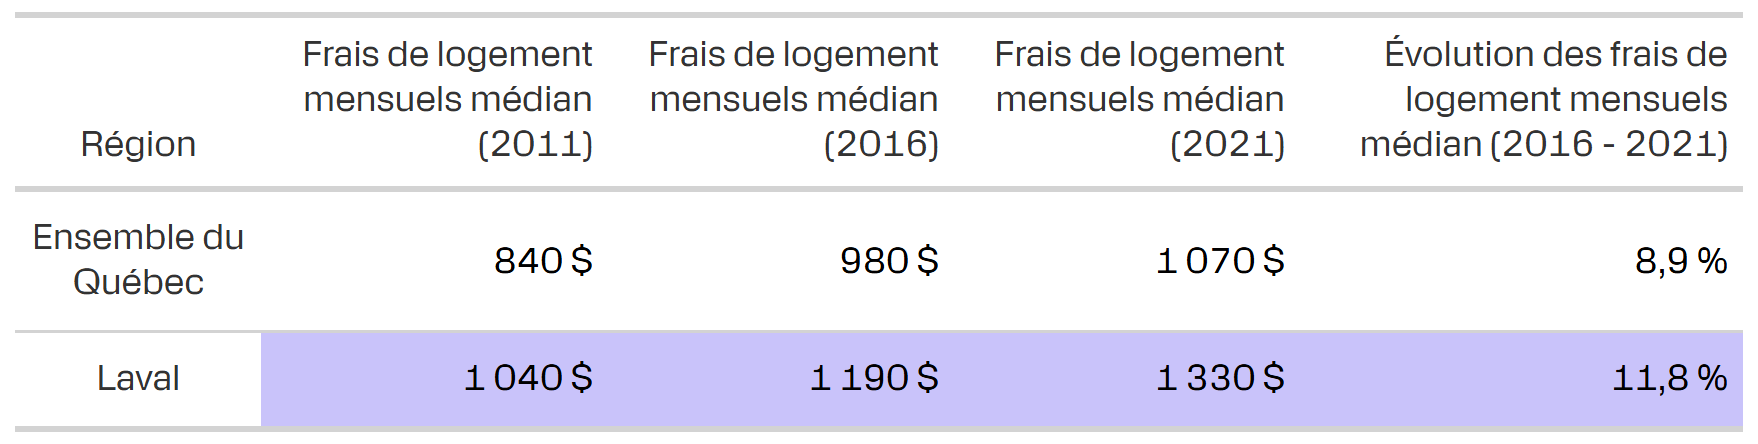 Région
Frais de logement
mensuels médian
(2011)
Frais de logement
mensuels médian
(2016)
Frais de logement
mensuels médian
(2021)
Évolution des frais de
logement mensuels
médian (2016 - 2021)
Ensemble du
Québec
840 $
980 $
1 070 $
8,9 %
Laval
1 040 $
1 190 $
1 330 $
11,8 %